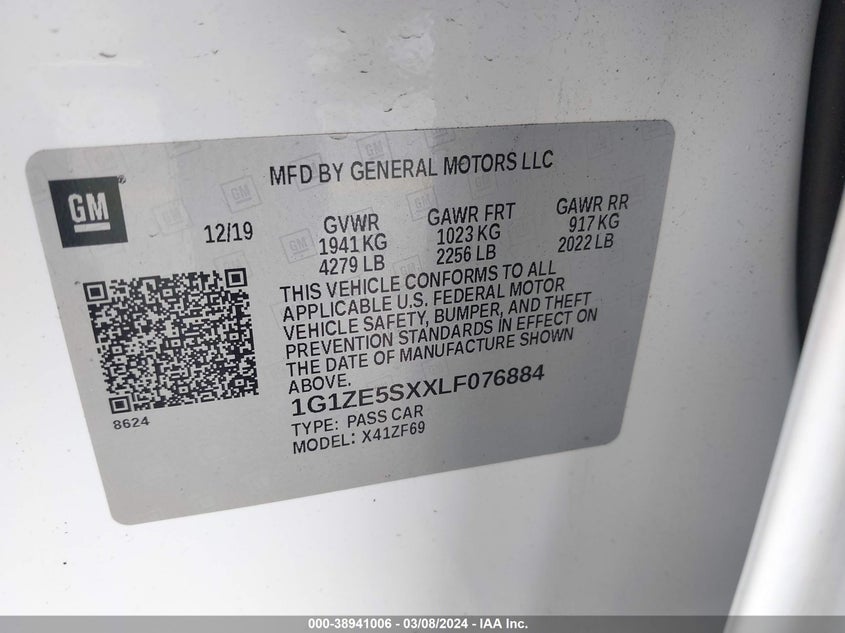 MFD BY GENERAL MOTORS LLC
GM®
12/19
GVWR
1941 KG
4279 LB
GAWR FRT
1023 KG
2256 LB
GAWR RR
917 KG
2022 LB
THIS VEHICLE CONFORMS TO ALL
APPLICABLE U.S. FEDERAL MOTOR
VEHICLE SAFETY, BUMPER, AND THEFT
PREVENTION STANDARDS IN EFFECT ON
THE DATE OF MANUFACTURE SHOWN
ABOVE.
1G1ZE5SXXLF076884
TYPE: PASS CAR
MODEL: X41ZF69
8624
000-38941006 - 03/08/2024 - IAA Inc.